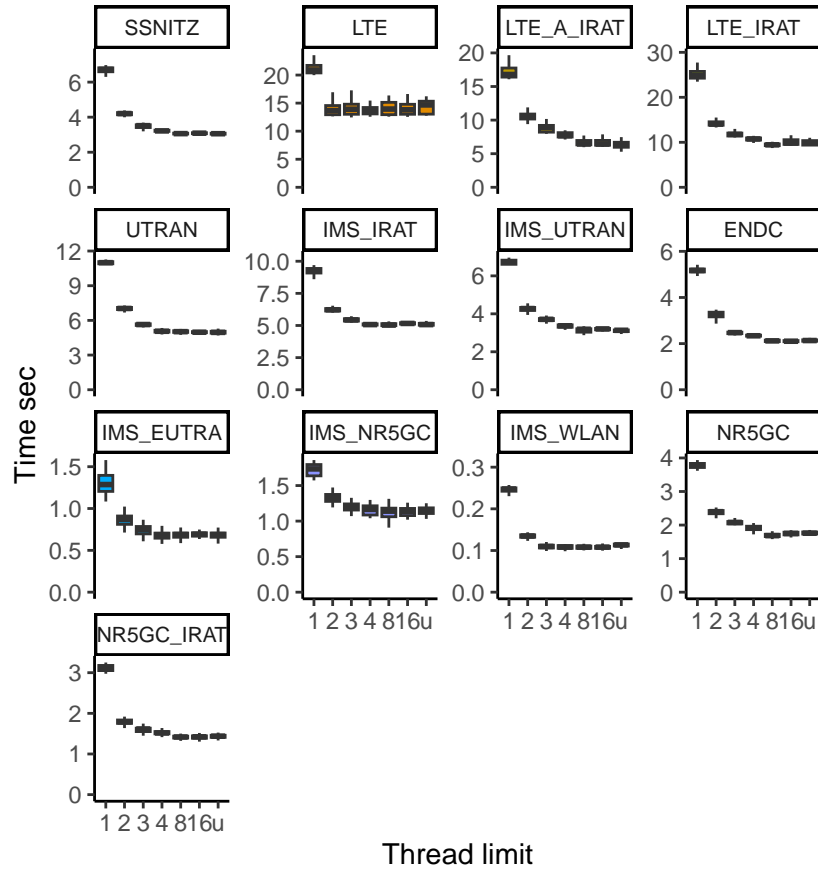 SSNITZ LTE LTE_A_IRAT LTE_IRAT
6 4 2 0
20 15 10 5 0
20 15 10 5 0
30 20 10 0
UTRAN IMS_IRAT IMS_UTRAN ENDC
12 9 6 3 0
10.0 7.5 5.0 2.5 0.0
6 4 2 0
6 4 2 0
IMS_EUTRA IMS_NR5GC IMS_WLAN NR5GC
1.5 1.0 0.5 0.0
1.5 1.0 0.5 0.0
0.3 0.2 0.1 0.0
4 3 2 1 0
1 2 3 4 816u 1 2 3 4 816u 1 2 3 4 816u
NR5GC_IRAT
3 2 1 0
1 2 3 4 816u
Time sec
Thread limit